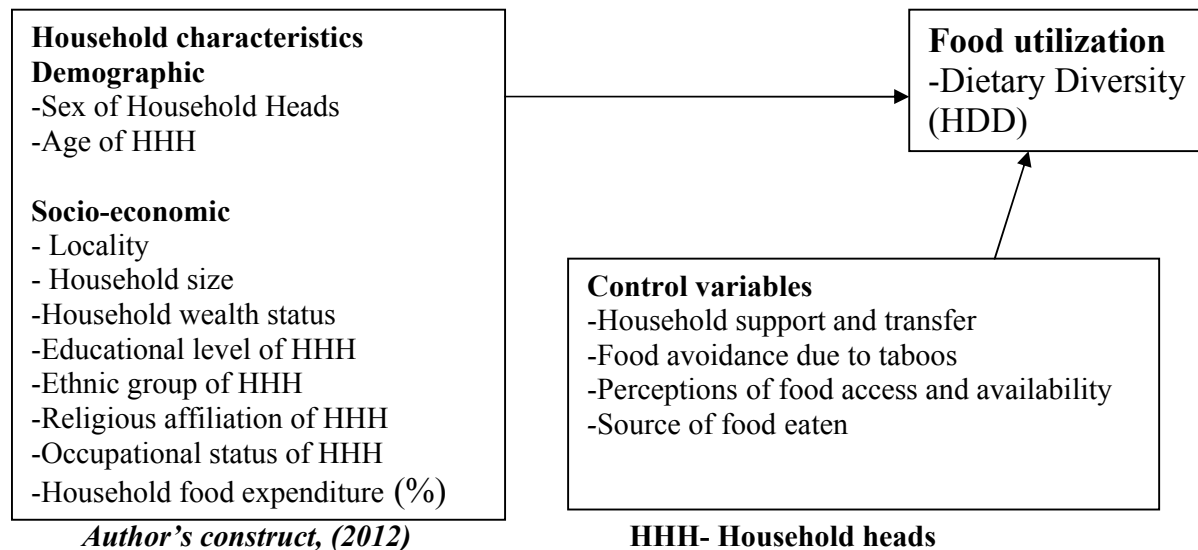 Household characteristics
Demographic
-Sex of Household Heads
-Age of HHH
Socio-economic
- Locality
- Household size
-Household wealth status
-Educational level of HHH
-Ethnic group of HHH
-Religious affiliation of HHH
-Occupational status of HHH
-Household food expenditure (%)
Food utilization
-Dietary Diversity
(HDD)
Control variables
-Household support and transfer
-Food avoidance due to taboos
-Perceptions of food access and availability
-Source of food eaten
Author's construct, (2012)
HHH- Household heads